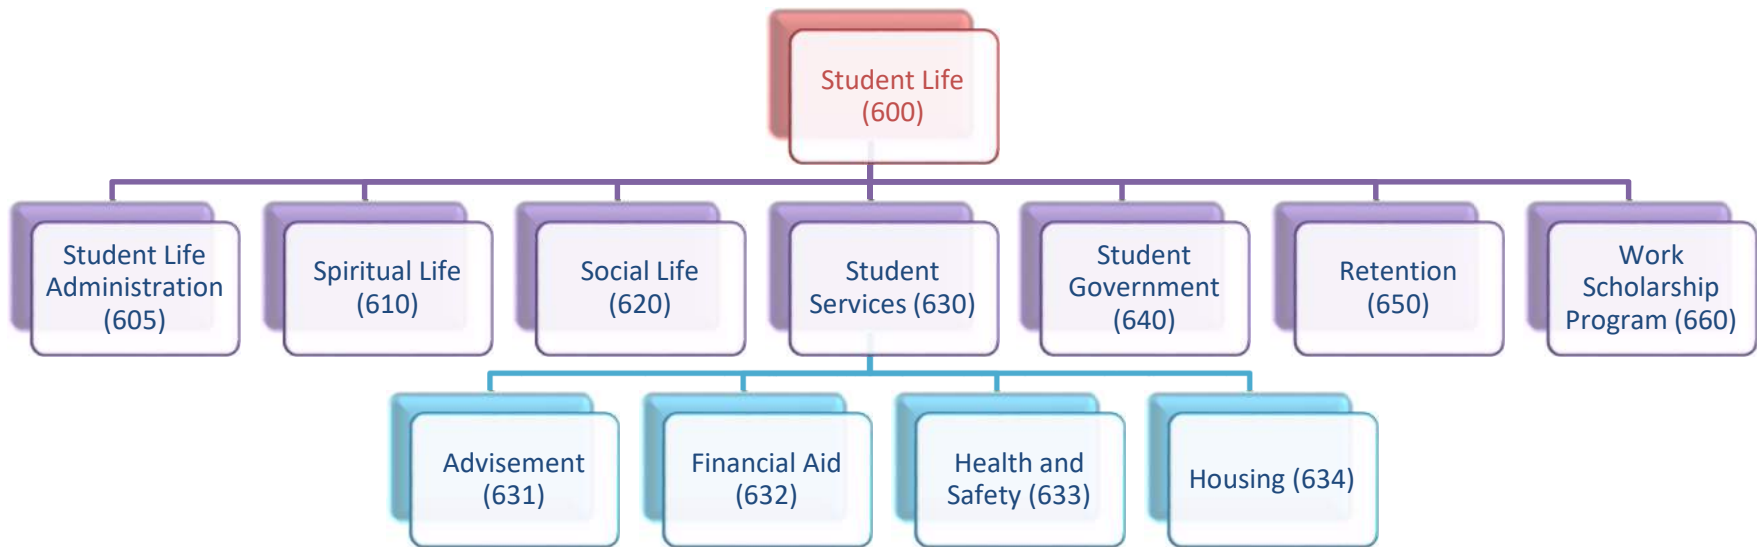 Student Life
(600)
Student Life
Administration
(605)
Spiritual Life
(610)
Social Life
(620)
Student
Services (630)
Student
Government
(640)
Retention
(650)
Work
Scholarship
Program (660)
Advisement
(631)
Financial Aid
(632)
Health and
Safety (633)
Housing (634)